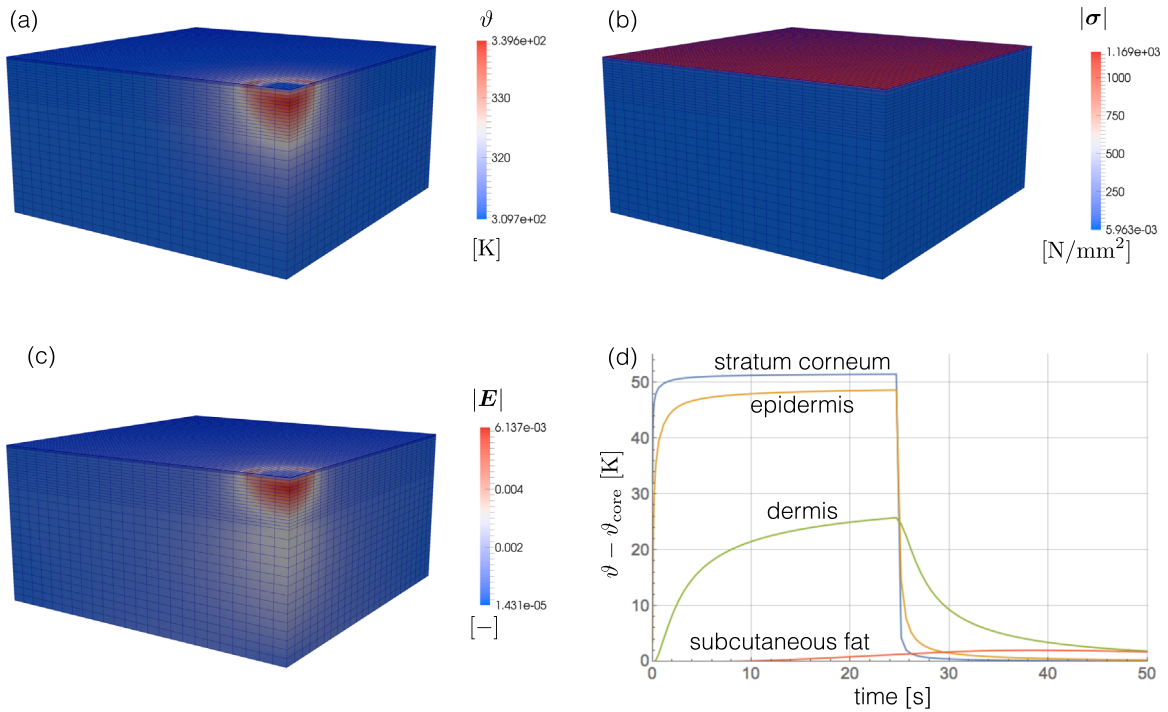 (a)
ϑ
3.396e+02
330
320
3.097e+02
[K]
(b)
|σ|
1.169e+03
1000
750
500
250
5.963e-03
[N/mm²]
(c)
|E|
6.137e-03
0.004
0.002
1.431e-05
[−]
(d)
stratum corneum
epidermis
dermis
subcutaneous fat
ϑ − ϑcore [K]
50
40
30
20
10
0
0 10 20 30 40 50
time [s]